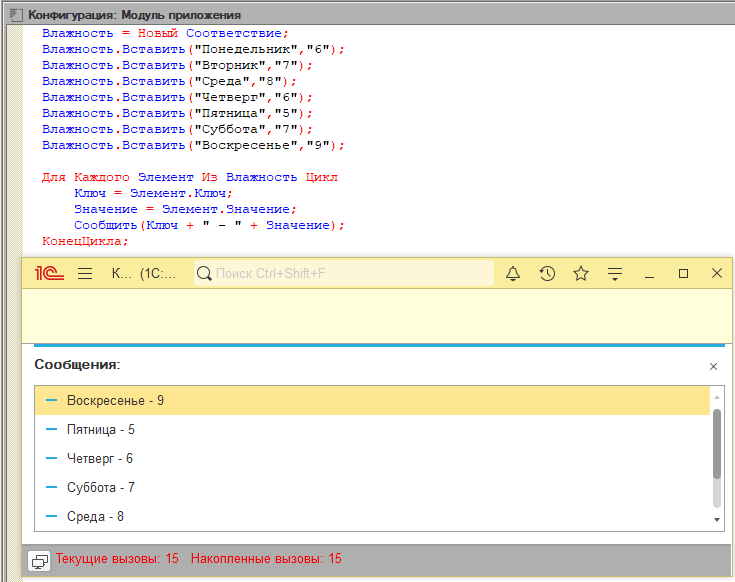 Конфигурация: Модуль приложения
Влажность = Новый Соответствие;
Влажность.Вставить("Понедельник","6");
Влажность.Вставить("Вторник","7");
Влажность.Вставить("Среда","8");
Влажность.Вставить("Четверг","6");
Влажность.Вставить("Пятница","5");
Влажность.Вставить("Суббота","7");
Влажность.Вставить("Воскресенье","9");
Для Каждого Элемент Из Влажность Цикл
Ключ = Элемент.Ключ;
Значение = Элемент.Значение;
Сообщить(Ключ + " - " + Значение);
КонецЦикла;
1С К... (1С:... Поиск Ctrl+Shift+F
Сообщения:
Воскресенье - 9
Пятница - 5
Четверг - 6
Суббота - 7
Среда - 8
Текущие вызовы: 15 Накопленные вызовы: 15